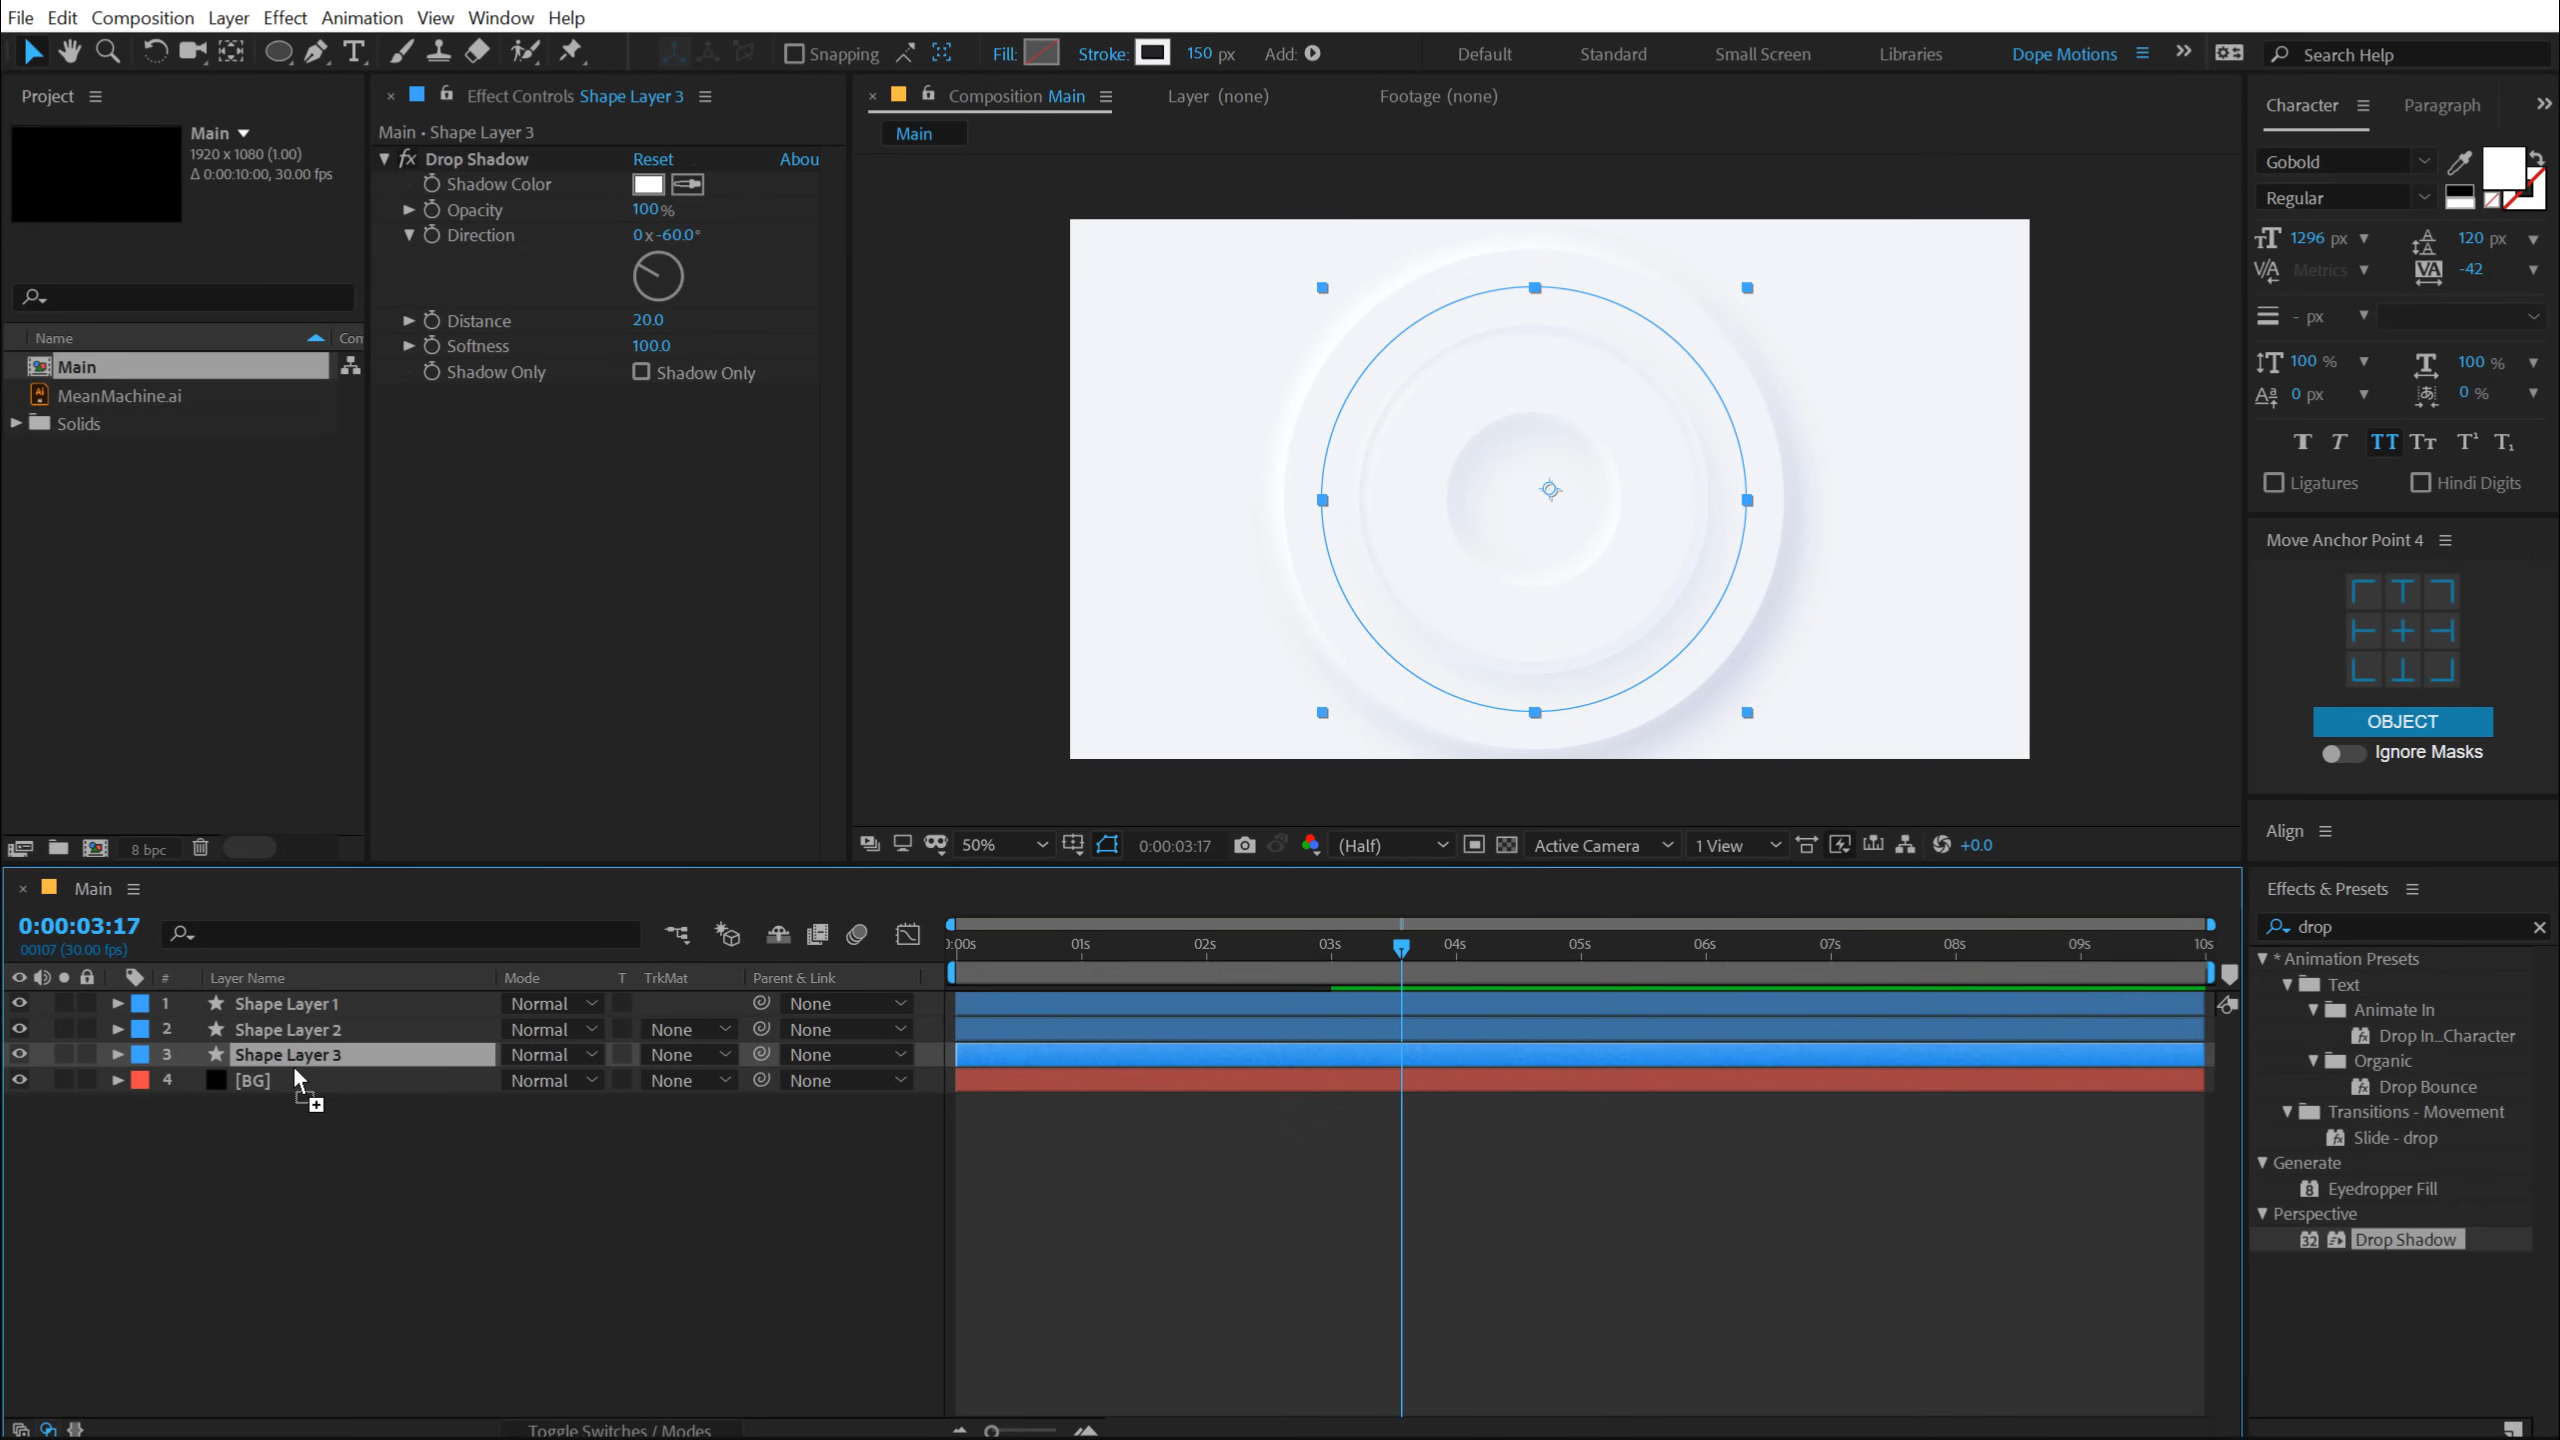 File Edit Composition Layer Effect Animation View Window Help
Snapping Fill: Stroke: 150 px Add: Default Standard Small Screen Libraries Dope Motions Search Help
Project
Main
1920 x 1080 (1.00)
Δ 0:00:10:00, 30.00 fps
Name Con
Main
MeanMachine.ai
Solids
8 bpc
Effect Controls Shape Layer 3
Main • Shape Layer 3
fx Drop Shadow Reset Abou
Shadow Color
Opacity 100%
Direction 0 x -60.0°
Distance 20.0
Softness 100.0
Shadow Only Shadow Only
Composition Main Layer (none) Footage (none)
Main
50% 0:00:03:17 (Half) Active Camera 1 View +0.0
Character Paragraph
Gobold
Regular
1296 px 120 px
Metrics -42
- px
100 % 100 %
0 px 0 %
T T TT Tт T¹ T₁
Ligatures Hindi Digits
Move Anchor Point 4
OBJECT
Ignore Masks
Align
Effects & Presets
drop
* Animation Presets
Text
Animate In
Drop In_Character
Organic
Drop Bounce
Transitions - Movement
Slide - drop
Generate
Eyedropper Fill
Perspective
32 Drop Shadow
Main
0:00:03:17
00107 (30.00 fps)
):00s 01s 02s 03s 04s 05s 06s 07s 08s 09s 10s
# Layer Name Mode T TrkMat Parent & Link
1 Shape Layer 1 Normal None
2 Shape Layer 2 Normal None None
3 Shape Layer 3 Normal None None
4 [BG] Normal None None
Toggle Switches / Modes